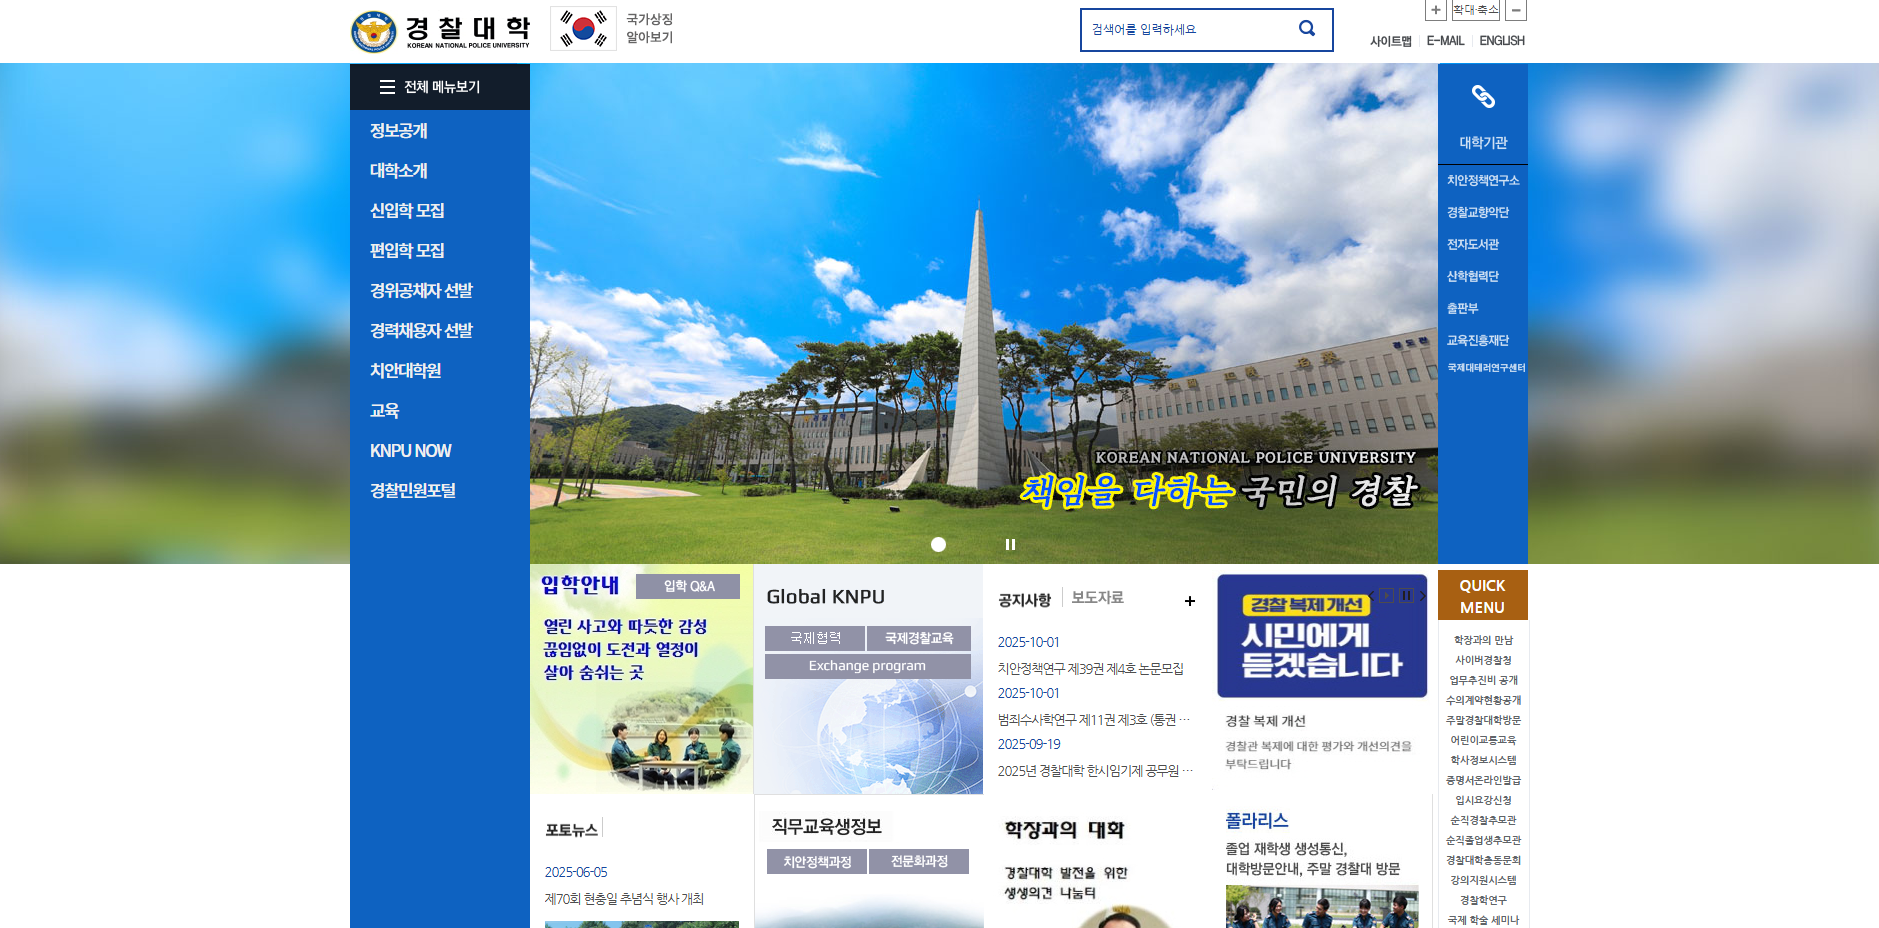 경찰대학
KOREAN NATIONAL POLICE UNIVERSITY
국가상징
알아보기
검색어를 입력하세요
확대·축소
사이트맵
E-MAIL
ENGLISH
전체 메뉴보기
정보공개
대학소개
신입학 모집
편입학 모집
경위공채자 선발
경력채용자 선발
치안대학원
교육
KNPU NOW
경찰민원포털
KOREAN NATIONAL POLICE UNIVERSITY
책임을 다하는 국민의 경찰
대학기관
치안정책연구소
경찰교향악단
전자도서관
산학협력단
출판부
교육진흥재단
국제대테러연구센터
입학안내
입학 Q&A
열린 사고와 따듯한 감성
끊임없이 도전과 열정이
살아 숨쉬는 곳
Global KNPU
국제협력
국제경찰교육
Exchange program
공지사항
보도자료
2025-10-01
치안정책연구 제39권 제4호 논문모집
2025-10-01
범죄수사학연구 제11권 제3호 (통권 …
2025-09-19
2025년 경찰대학 한시임기제 공무원 …
경찰 복제 개선
시민에게
듣겠습니다
경찰 복제 개선
경찰관 복제에 대한 평가와 개선의견을
부탁드립니다
QUICK
MENU
학장과의 만남
사이버경찰청
업무추진비 공개
수의계약현황공개
주말경찰대학방문
어린이교통교육
학사정보시스템
증명서온라인발급
입시요강신청
순직경찰추모관
순직졸업생추모관
경찰대학총동문회
강의지원시스템
경찰학연구
국제 학술 세미나
포토뉴스
2025-06-05
제70회 현충일 추념식 행사 개최
직무교육생정보
치안정책과정
전문화과정
학장과의 대화
경찰대학 발전을 위한
생생의견 나눔터
폴라리스
졸업 재학생 생성통신,
대학방문안내, 주말 경찰대 방문